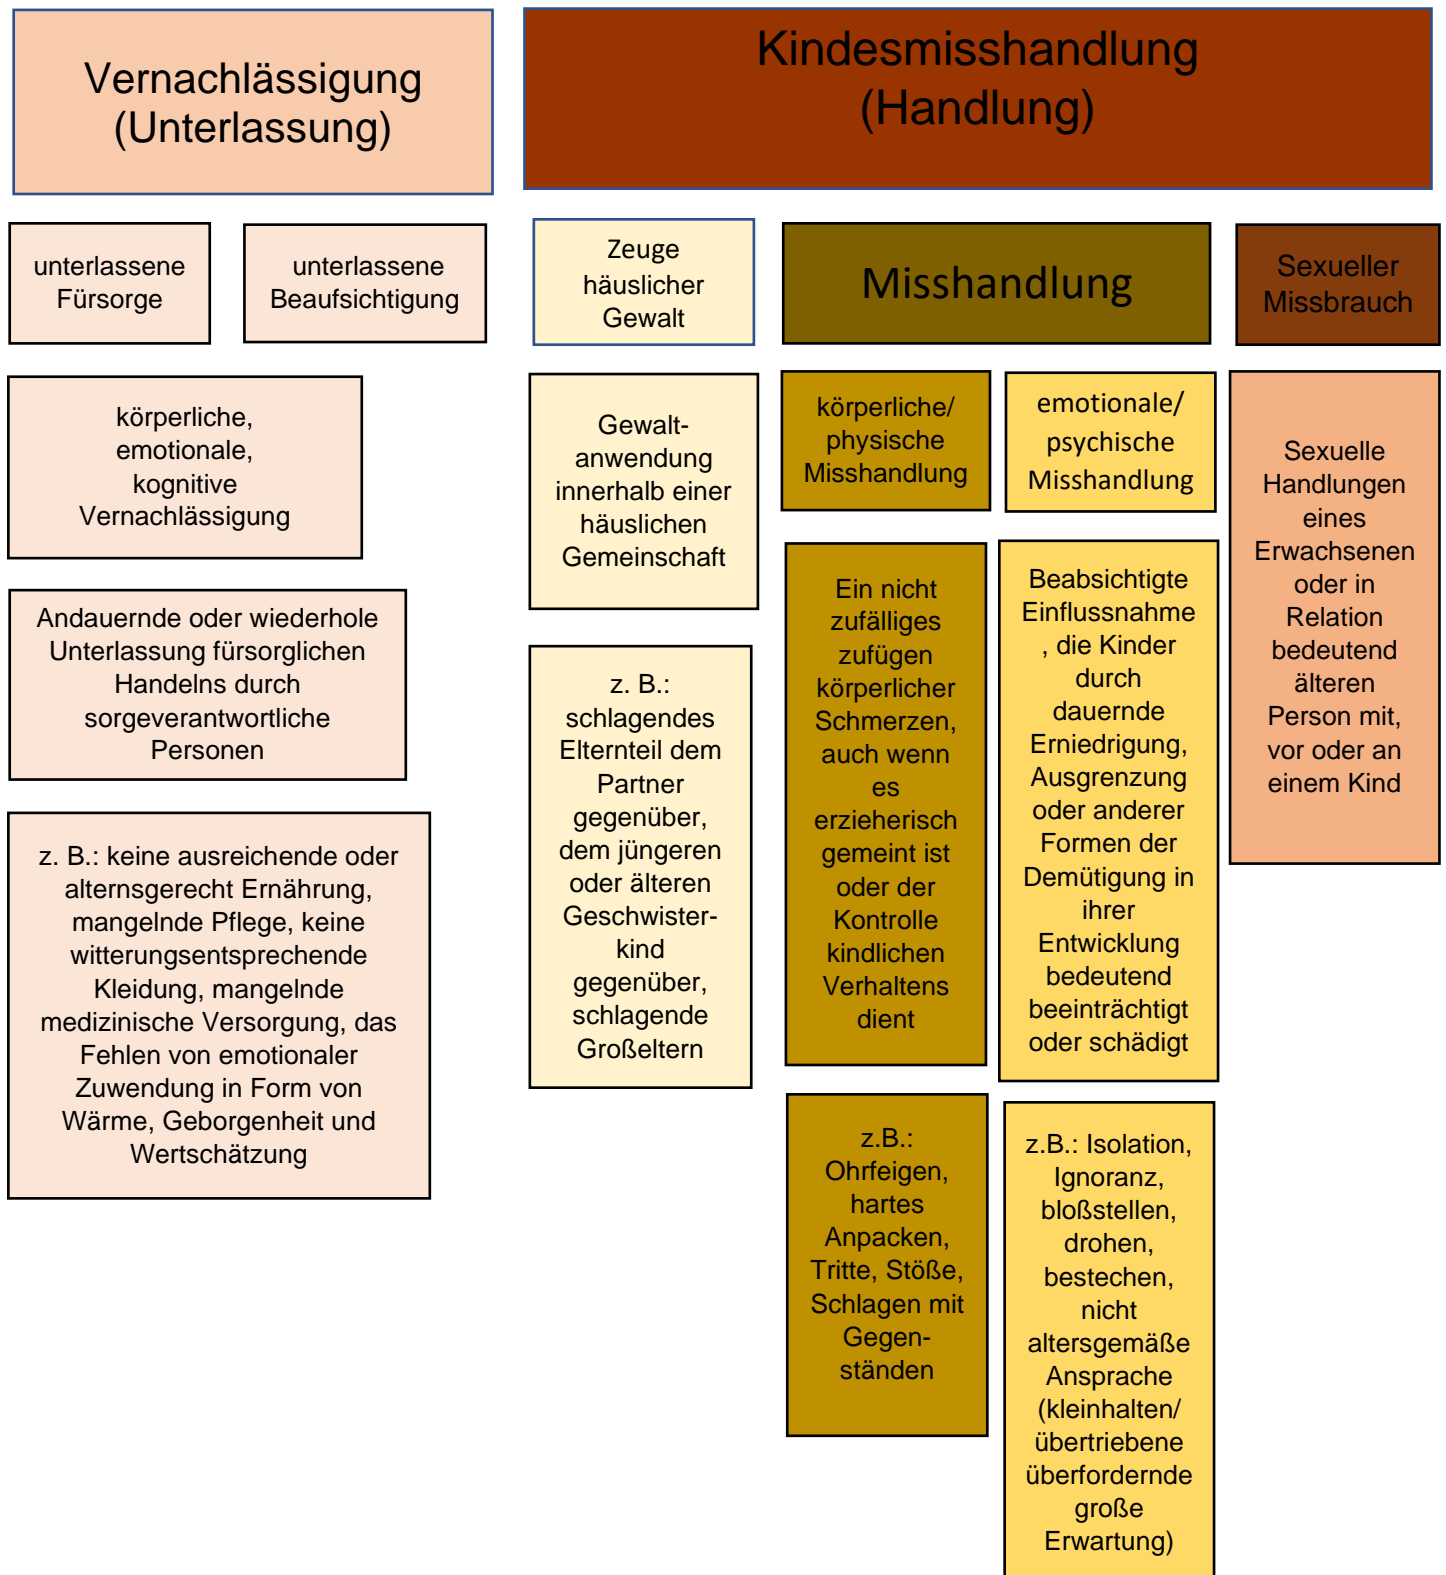 Vernachlässigung
(Unterlassung)
Kindesmisshandlung
(Handlung)
unterlassene
Fürsorge
unterlassene
Beaufsichtigung
Zeuge
häuslicher
Gewalt
Misshandlung
Sexueller
Missbrauch
körperliche,
emotionale,
kognitive
Vernachlässigung
Andauernde oder wiederhole
Unterlassung fürsorglichen
Handelns durch
sorgeverantwortliche
Personen
z. B.: keine ausreichende oder
alternsgerecht Ernährung,
mangelnde Pflege, keine
witterungsentsprechende
Kleidung, mangelnde
medizinische Versorgung, das
Fehlen von emotionaler
Zuwendung in Form von
Wärme, Geborgenheit und
Wertschätzung
Gewalt-
anwendung
innerhalb einer
häuslichen
Gemeinschaft
z. B.:
schlagendes
Elternteil dem
Partner
gegenüber,
dem jüngeren
oder älteren
Geschwister-
kind
gegenüber,
schlagende
Großeltern
körperliche/
physische
Misshandlung
Ein nicht
zufälliges
zufügen
körperlicher
Schmerzen,
auch wenn
es
erzieherisch
gemeint ist
oder der
Kontrolle
kindlichen
Verhaltens
dient
z.B.:
Ohrfeigen,
hartes
Anpacken,
Tritte, Stöße,
Schlagen mit
Gegen-
ständen
emotionale/
psychische
Misshandlung
Beabsichtigte
Einflussnahme
, die Kinder
durch
dauernde
Erniedrigung,
Ausgrenzung
oder anderer
Formen der
Demütigung in
ihrer
Entwicklung
bedeutend
beeinträchtigt
oder schädigt
z.B.: Isolation,
Ignoranz,
bloßstellen,
drohen,
bestechen,
nicht
altersgemäße
Ansprache
(kleinhalten/
übertriebene
überfordernde
große
Erwartung)
Sexuelle
Handlungen
eines
Erwachsenen
oder in
Relation
bedeutend
älteren
Person mit,
vor oder an
einem Kind